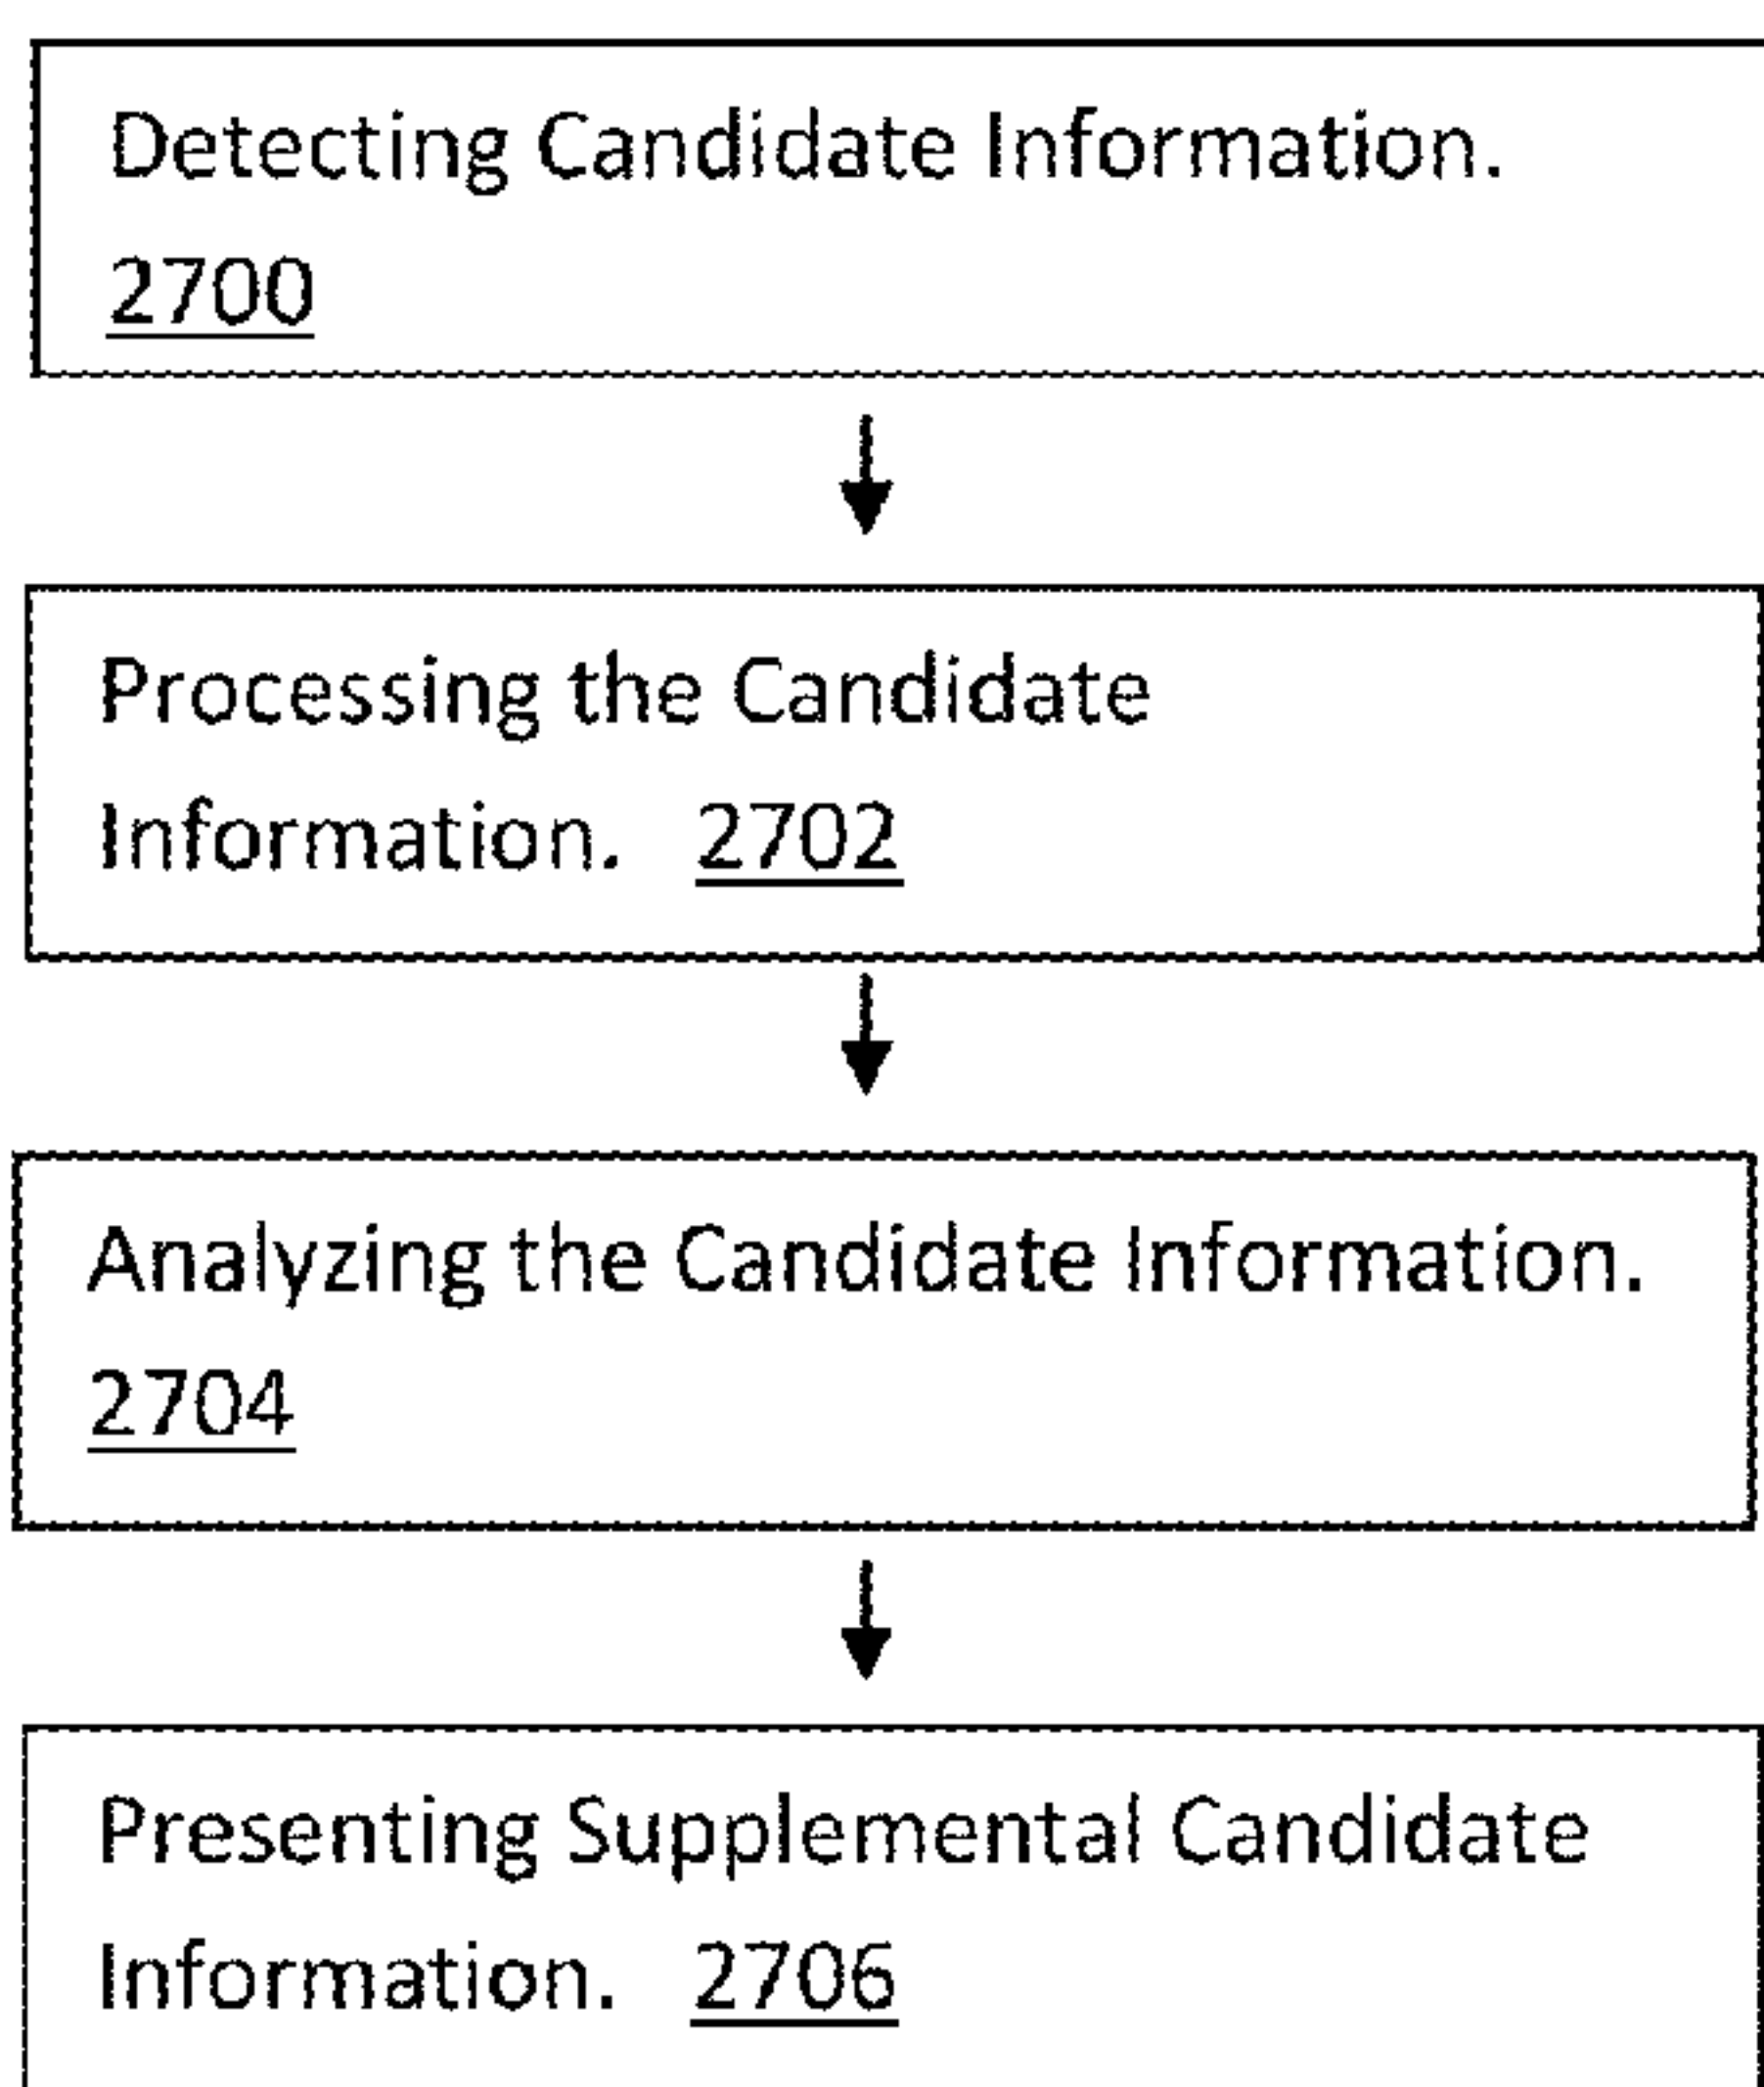 Detecting Candidate Information.
2700
Processing the Candidate
Information. 2702
Analyzing the Candidate Information.
2704
Presenting Supplemental Candidate
Information. 2706